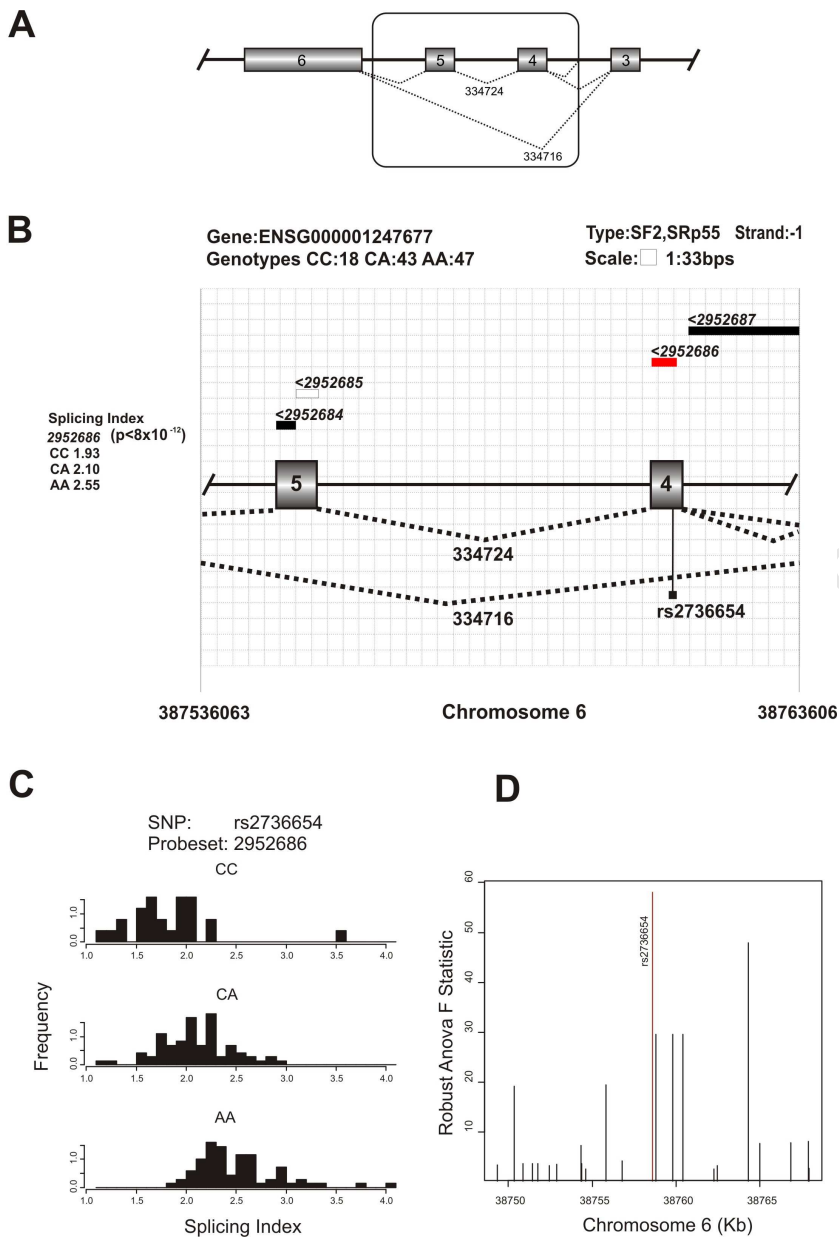 A
6 5 4 3
334724
334716
B
Gene:ENSG000001247677 Type:SF2,SRp55 Strand:-1
Genotypes CC:18 CA:43 AA:47 Scale: 1:33bps
<2952687
<2952686
<2952685
<2952684
Splicing Index
2952686 (p<8x10 -12)
CC 1.93
CA 2.10
AA 2.55
5 4
334724
334716
rs2736654
387536063 Chromosome 6 38763606
C
SNP: rs2736654
Probeset: 2952686
CC
0.0 1.0
1.0 1.5 2.0 2.5 3.0 3.5 4.0
CA
0.0 1.0
1.0 1.5 2.0 2.5 3.0 3.5 4.0
AA
0.0 1.0
1.0 1.5 2.0 2.5 3.0 3.5 4.0
Frequency
Splicing Index
D
Robust Anova F Statistic
60
50
40
30
20
10
rs2736654
38750 38755 38760 38765
Chromosome 6 (Kb)